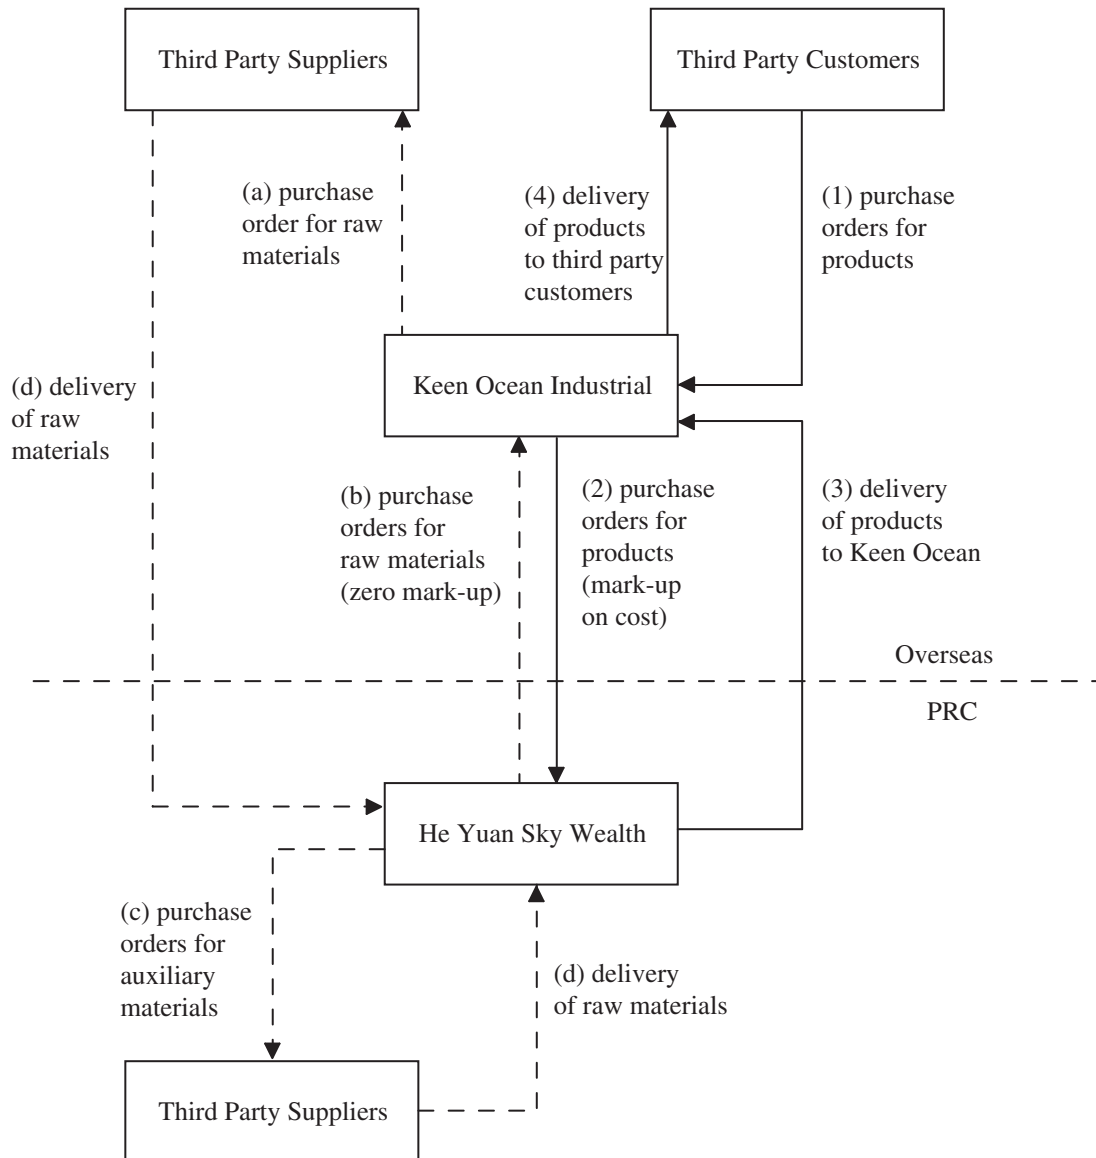 Third Party Suppliers
Third Party Customers
(a) purchase
order for raw
materials
(4) delivery
of products
to third party
customers
(1) purchase
orders for
products
Keen Ocean Industrial
(d) delivery
of raw
materials
(b) purchase
orders for
raw materials
(zero mark-up)
(2) purchase
orders for
products
(mark-up
on cost)
(3) delivery
of products
to Keen Ocean
Overseas
PRC
He Yuan Sky Wealth
(c) purchase
orders for
auxiliary
materials
(d) delivery
of raw materials
Third Party Suppliers